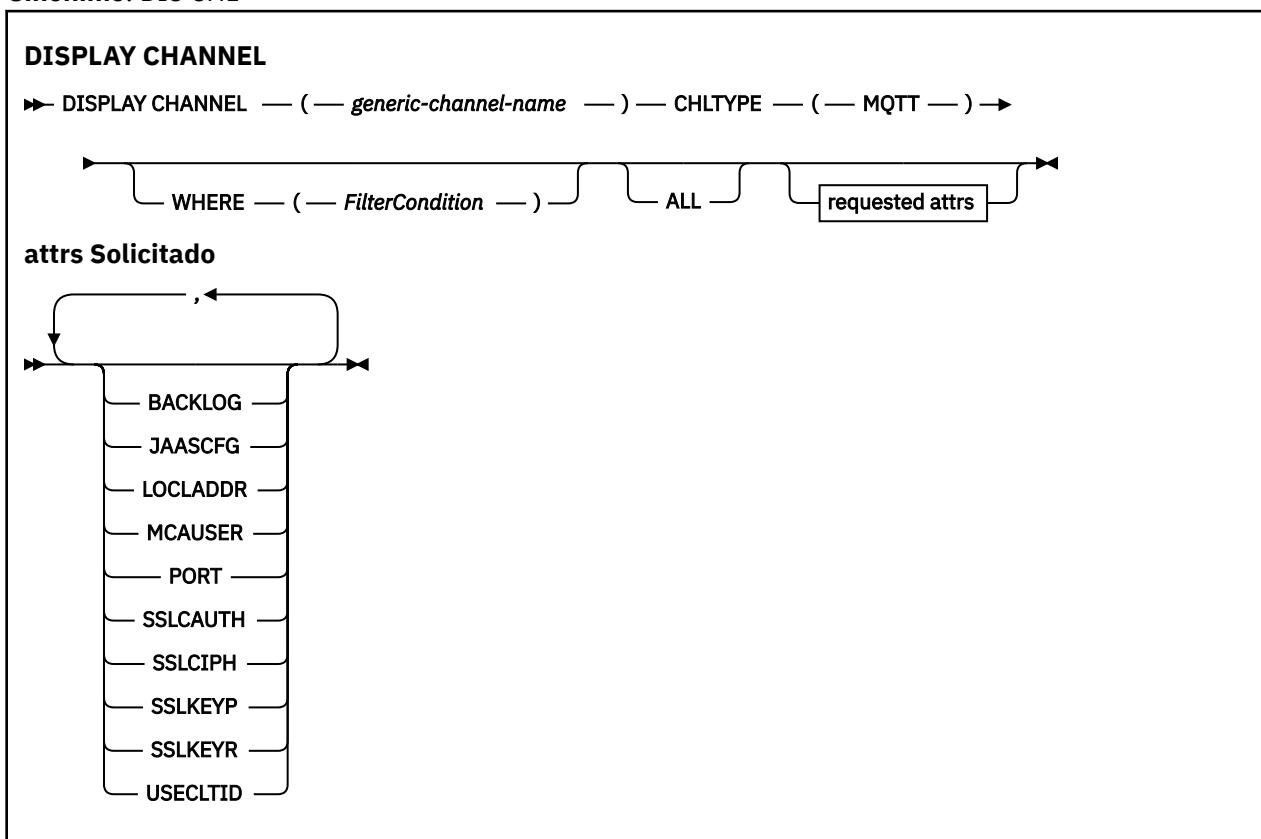 DISPLAY CHANNEL
DISPLAY CHANNEL ( generic-channel-name ) CHLTYPE ( MQTT )
WHERE ( FilterCondition ) ALL requested attrs
attrs Solicitado
,
BACKLOG
JAASCFG
LOCLADDR
MCAUSER
PORT
SSLCAUTH
SSLCIPH
SSLKEYP
SSLKEYR
USECLTID